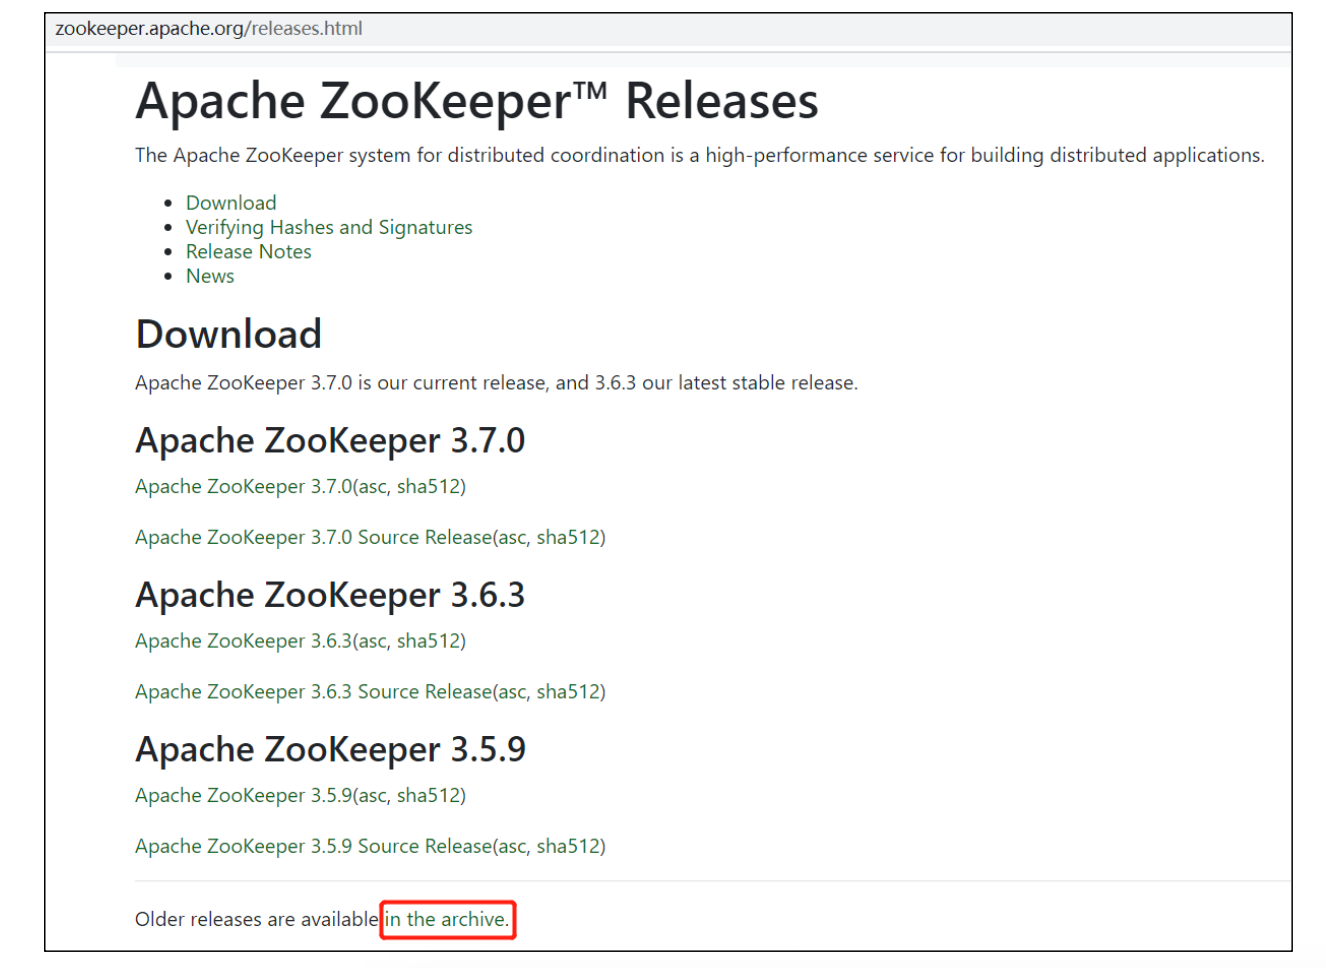 zookeeper.apache.org/releases.html
Apache ZooKeeper™ Releases
The Apache ZooKeeper system for distributed coordination is a high-performance service for building distributed applications.
Download
Verifying Hashes and Signatures
Release Notes
News
Download
Apache ZooKeeper 3.7.0 is our current release, and 3.6.3 our latest stable release.
Apache ZooKeeper 3.7.0
Apache ZooKeeper 3.7.0(asc, sha512)
Apache ZooKeeper 3.7.0 Source Release(asc, sha512)
Apache ZooKeeper 3.6.3
Apache ZooKeeper 3.6.3(asc, sha512)
Apache ZooKeeper 3.6.3 Source Release(asc, sha512)
Apache ZooKeeper 3.5.9
Apache ZooKeeper 3.5.9(asc, sha512)
Apache ZooKeeper 3.5.9 Source Release(asc, sha512)
Older releases are available in the archive.